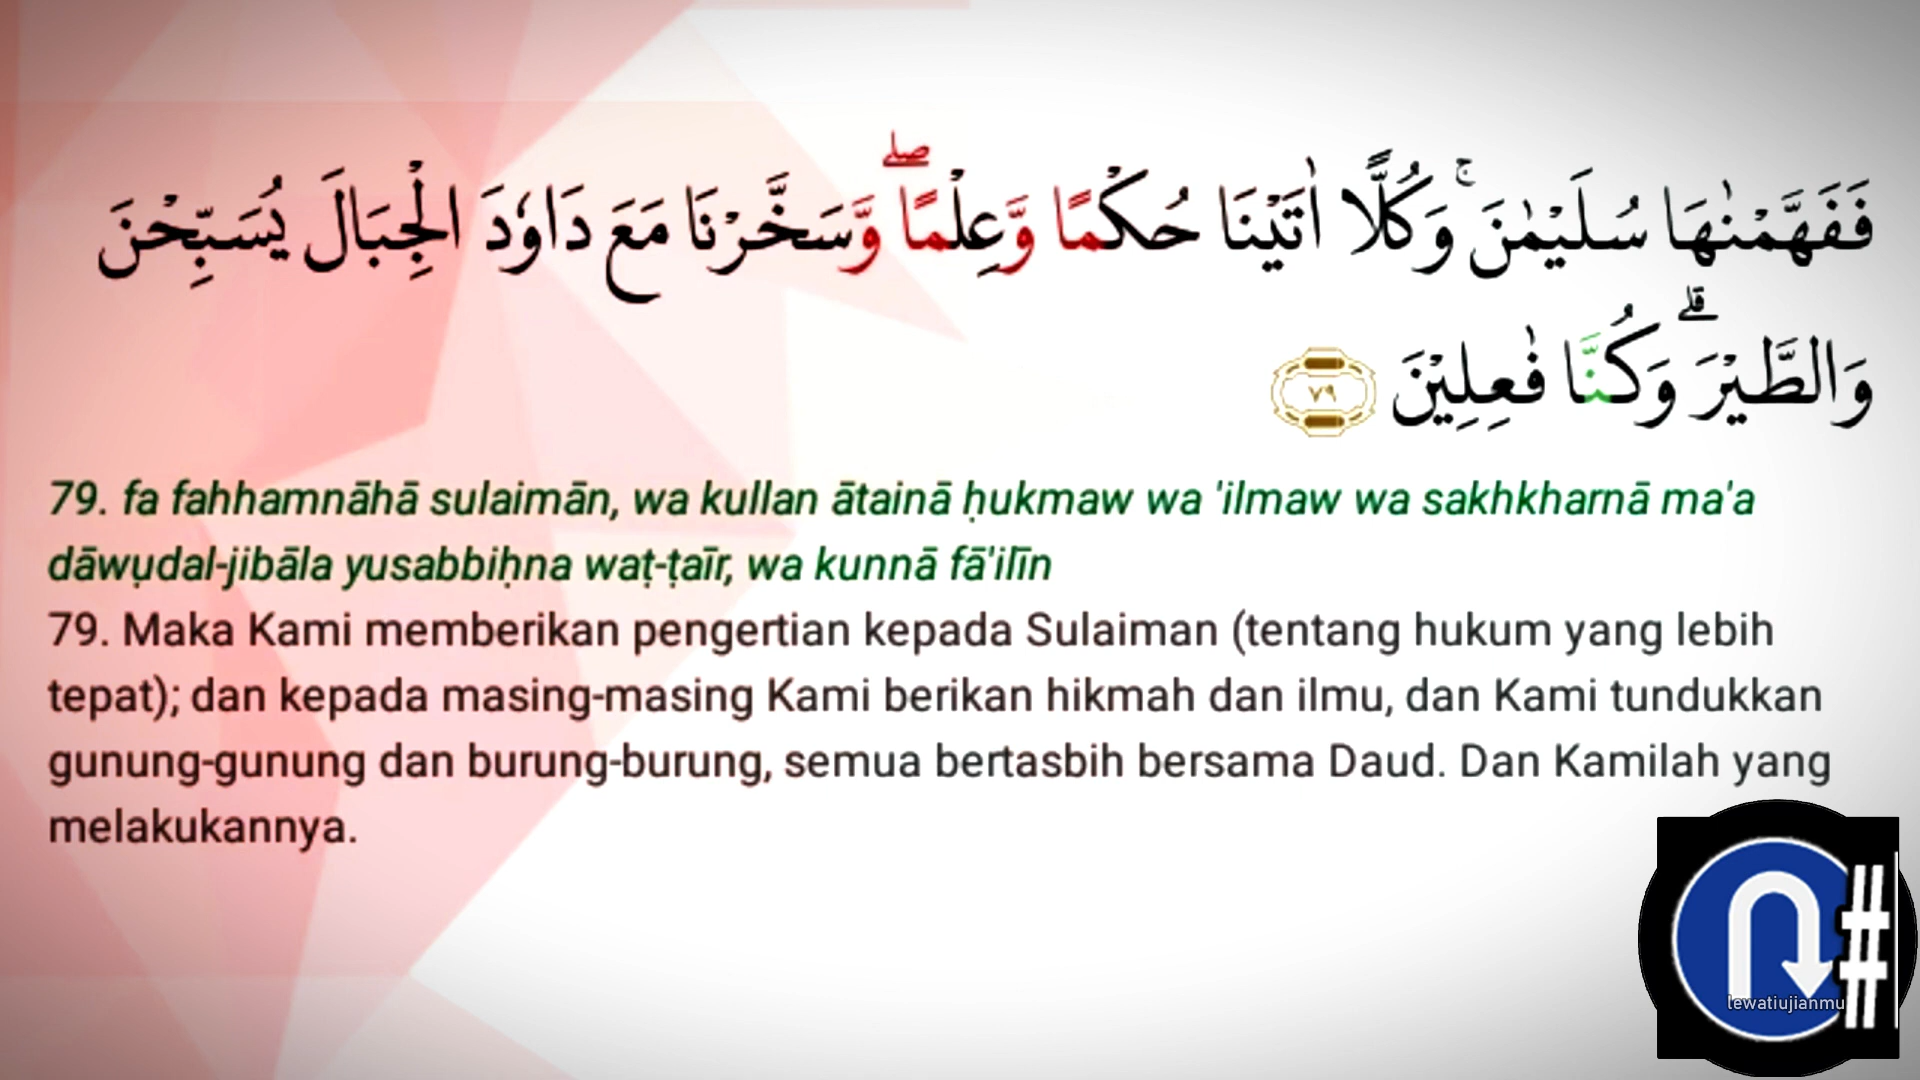 فَفَهَّمْنٰهَا سُلَيْمٰنَۚ وَكُلًّا اٰتَيْنَا حُكْمًا وَّعِلْمًاۖ وَّسَخَّرْنَا مَعَ دَاوٗدَ الْجِبَالَ يُسَبِّحْنَ
وَالطَّيْرَۗ وَكُنَّا فٰعِلِيْنَ ٧٩
79. fa fahhamnāhā sulaimān, wa kullan ātainā ḥukmaw wa 'ilmaw wa sakhkharnā ma'a
dāwụdal-jibāla yusabbiḥna waṭ-ṭaīr, wa kunnā fā'ilīn
79. Maka Kami memberikan pengertian kepada Sulaiman (tentang hukum yang lebih
tepat); dan kepada masing-masing Kami berikan hikmah dan ilmu, dan Kami tundukkan
gunung-gunung dan burung-burung, semua bertasbih bersama Daud. Dan Kamilah yang
melakukannya.
##
lewatiujianmu